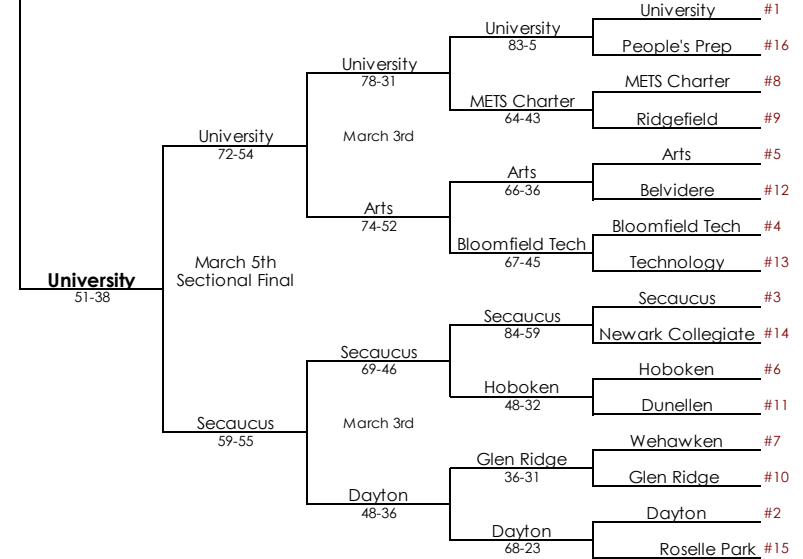 University #1
University
83-5
People's Prep #16
University
78-31
METS Charter #8
METS Charter
64-43
Ridgefield #9
University
72-54
March 3rd
Arts #5
Arts
66-36
Belvidere #12
Arts
74-52
Bloomfield Tech #4
Bloomfield Tech
67-45
Technology #13
March 5th
Sectional Final
University
51-38
Secaucus #3
Secaucus
84-59
Newark Collegiate #14
Secaucus
69-46
Hoboken #6
Hoboken
48-32
Dunellen #11
Secaucus
59-55
March 3rd
Wehawken #7
Glen Ridge
36-31
Glen Ridge #10
Dayton
48-36
Dayton #2
Dayton
68-23
Roselle Park #15